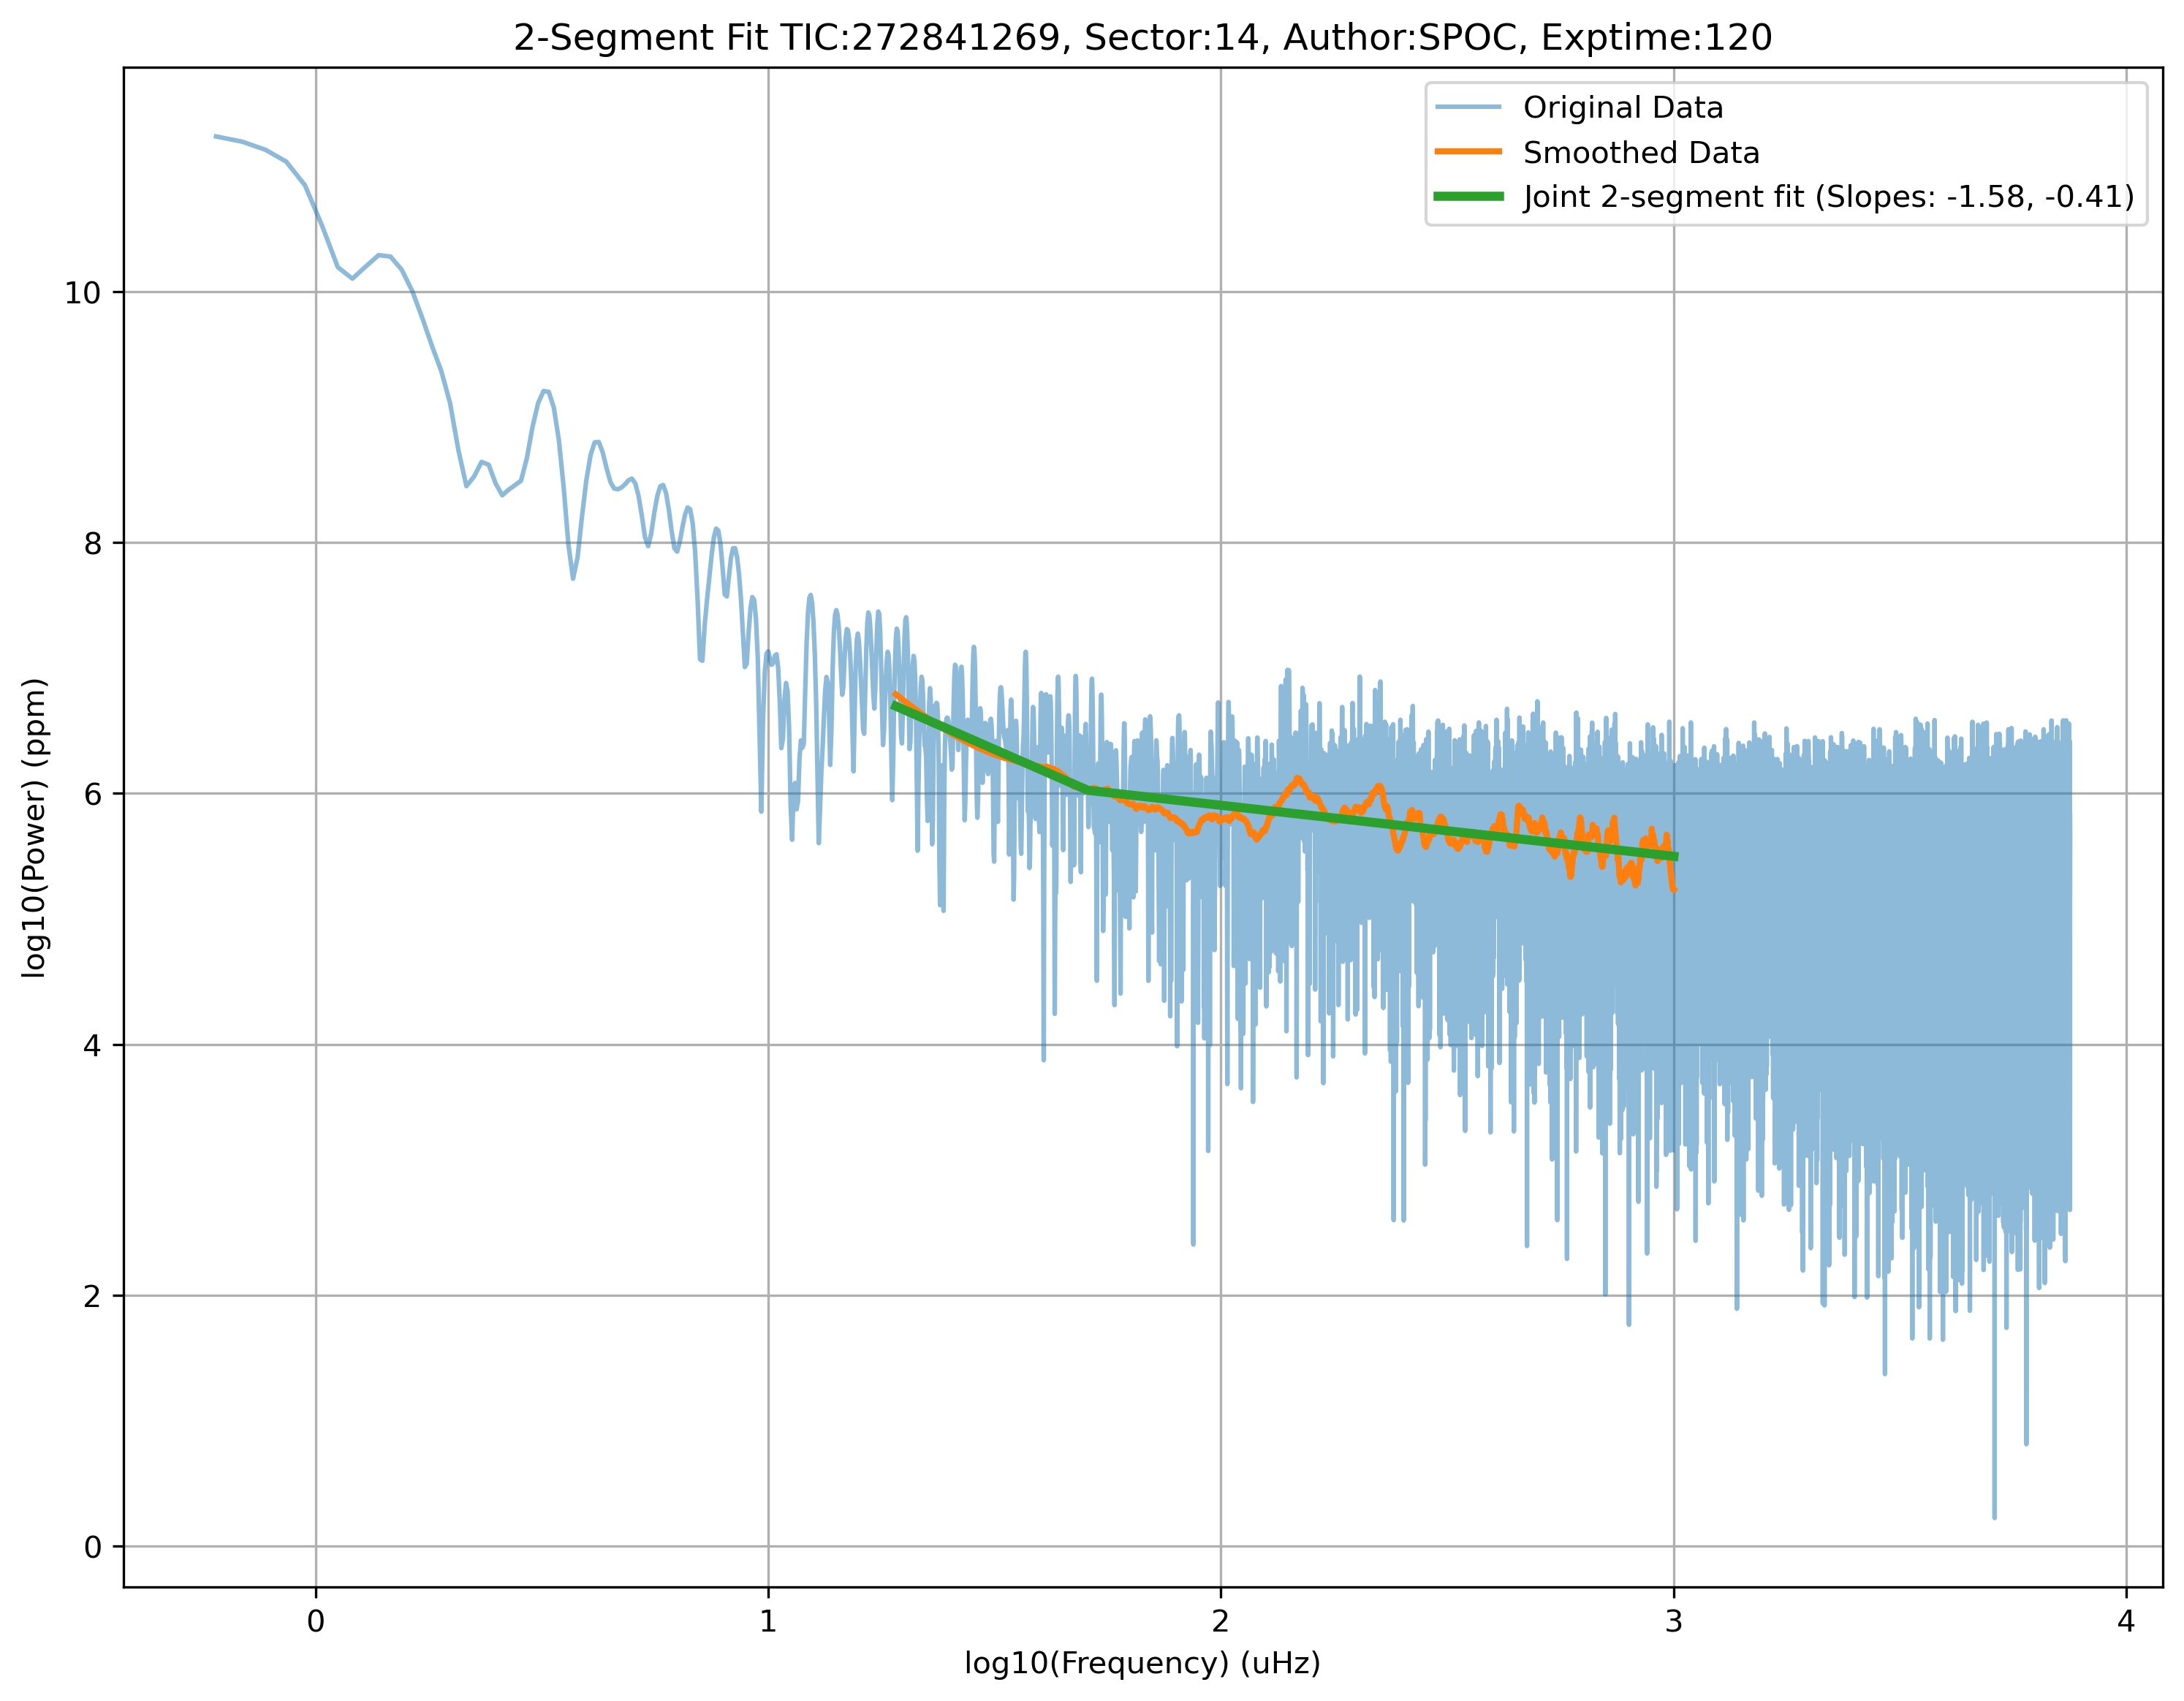 2-Segment Fit TIC:272841269, Sector:14, Author:SPOC, Exptime:120
Original Data
Smoothed Data
Joint 2-segment fit (Slopes: -1.58, -0.41)
log10(Power) (ppm)
10
8
6
4
2
0
0 1 2 3 4
log10(Frequency) (uHz)